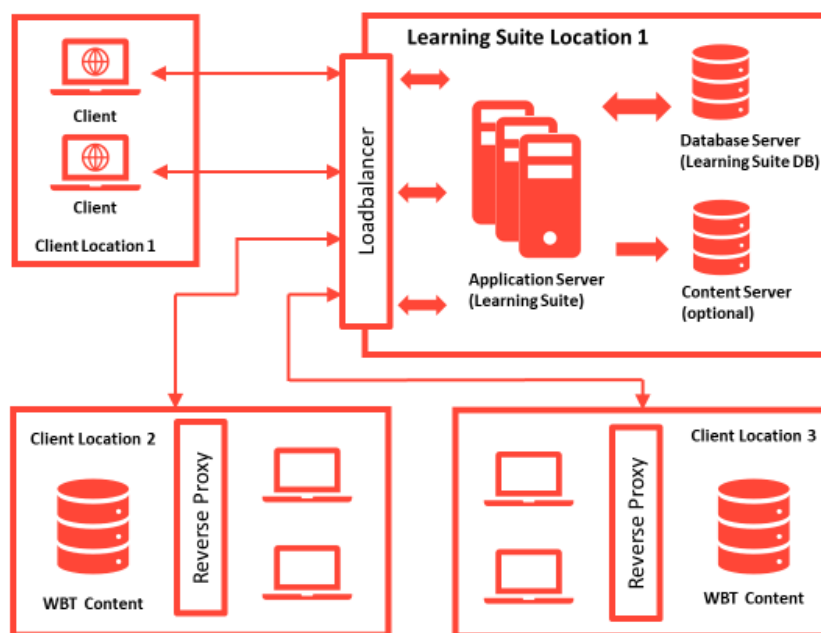 Learning Suite Location 1
Client
Client
Client Location 1
Loadbalancer
Application Server
(Learning Suite)
Database Server
(Learning Suite DB)
Content Server
(optional)
Client Location 2
WBT Content
Reverse Proxy
Reverse Proxy
Client Location 3
WBT Content